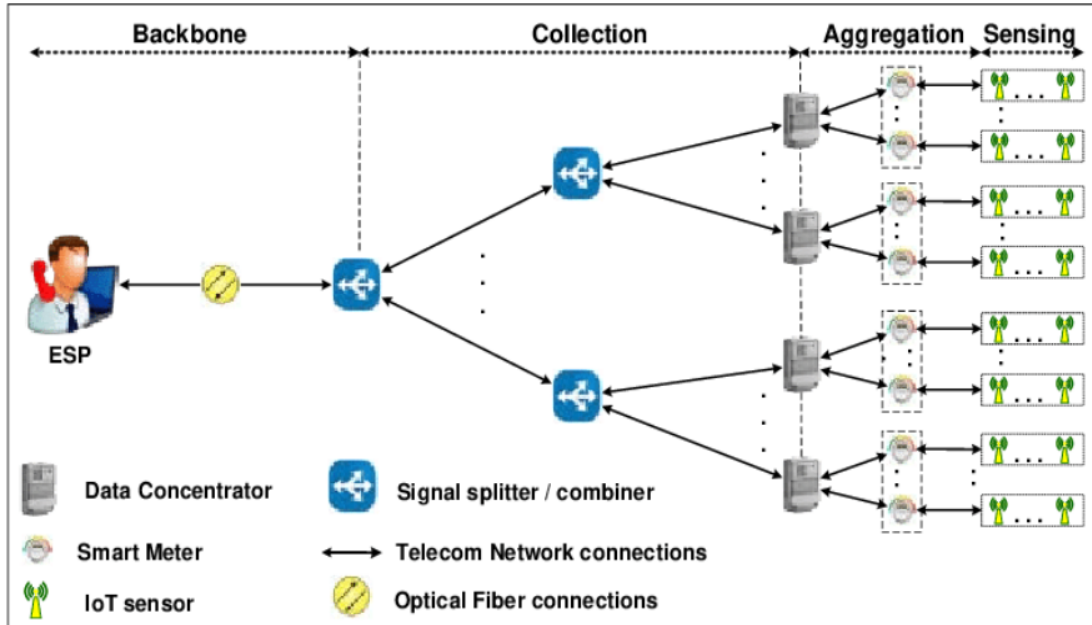 Backbone
Collection
Aggregation
Sensing
ESP
Data Concentrator
Signal splitter / combiner
Smart Meter
Telecom Network connections
IoT sensor
Optical Fiber connections